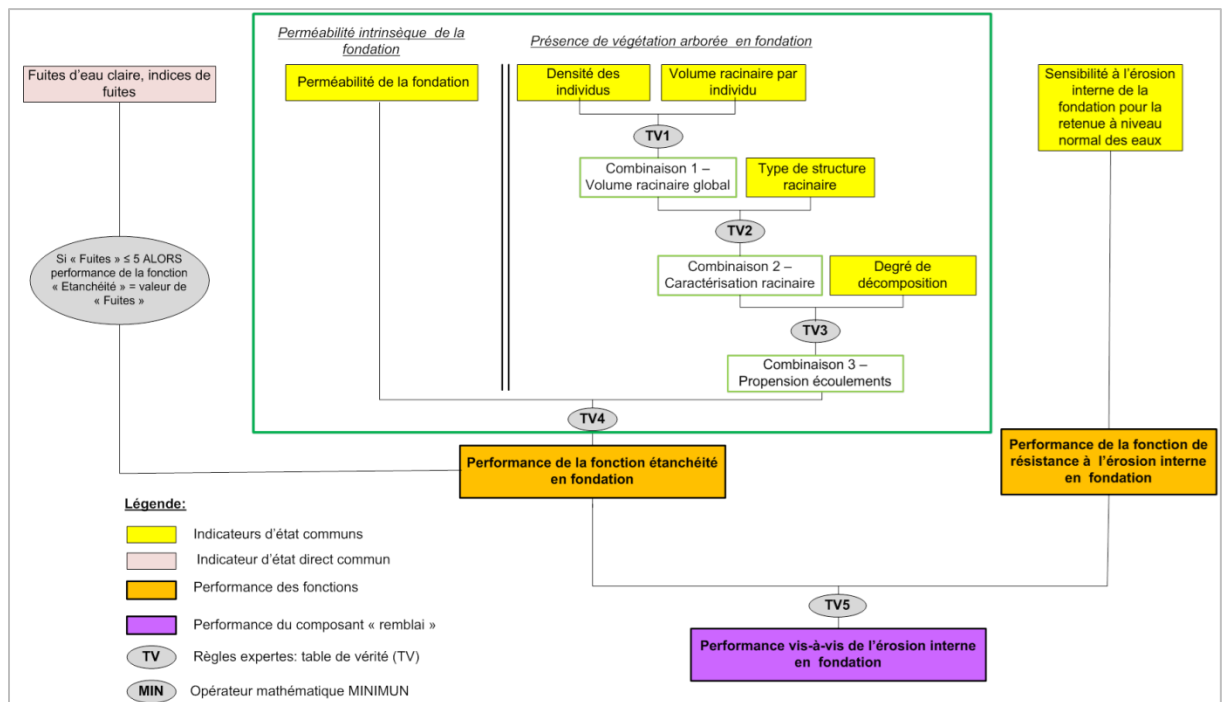 Perméabilité intrinsèque de la
fondation
Présence de végétation arborée en fondation
Fuites d'eau claire, indices de
fuites
Perméabilité de la fondation
Densité des
individus
Volume racinaire par
individu
Sensibilité à l'érosion
interne de la
fondation pour la
retenue à niveau
normal des eaux
TV1
Combinaison 1 –
Volume racinaire global
Type de structure
racinaire
TV2
Si « Fuites » ≤ 5 ALORS
performance de la fonction
« Etanchéité » = valeur de
« Fuites »
Combinaison 2 –
Caractérisation racinaire
Degré de
décomposition
TV3
Combinaison 3 –
Propension écoulements
TV4
Performance de la fonction étanchéité
en fondation
Performance de la fonction de
résistance à l'érosion interne
en fondation
Légende:
Indicateurs d'état communs
Indicateur d'état direct commun
Performance des fonctions
Performance du composant « remblai »
TV Règles expertes: table de vérité (TV)
MIN Opérateur mathématique MINIMUN
TV5
Performance vis-à-vis de l'érosion interne
en fondation